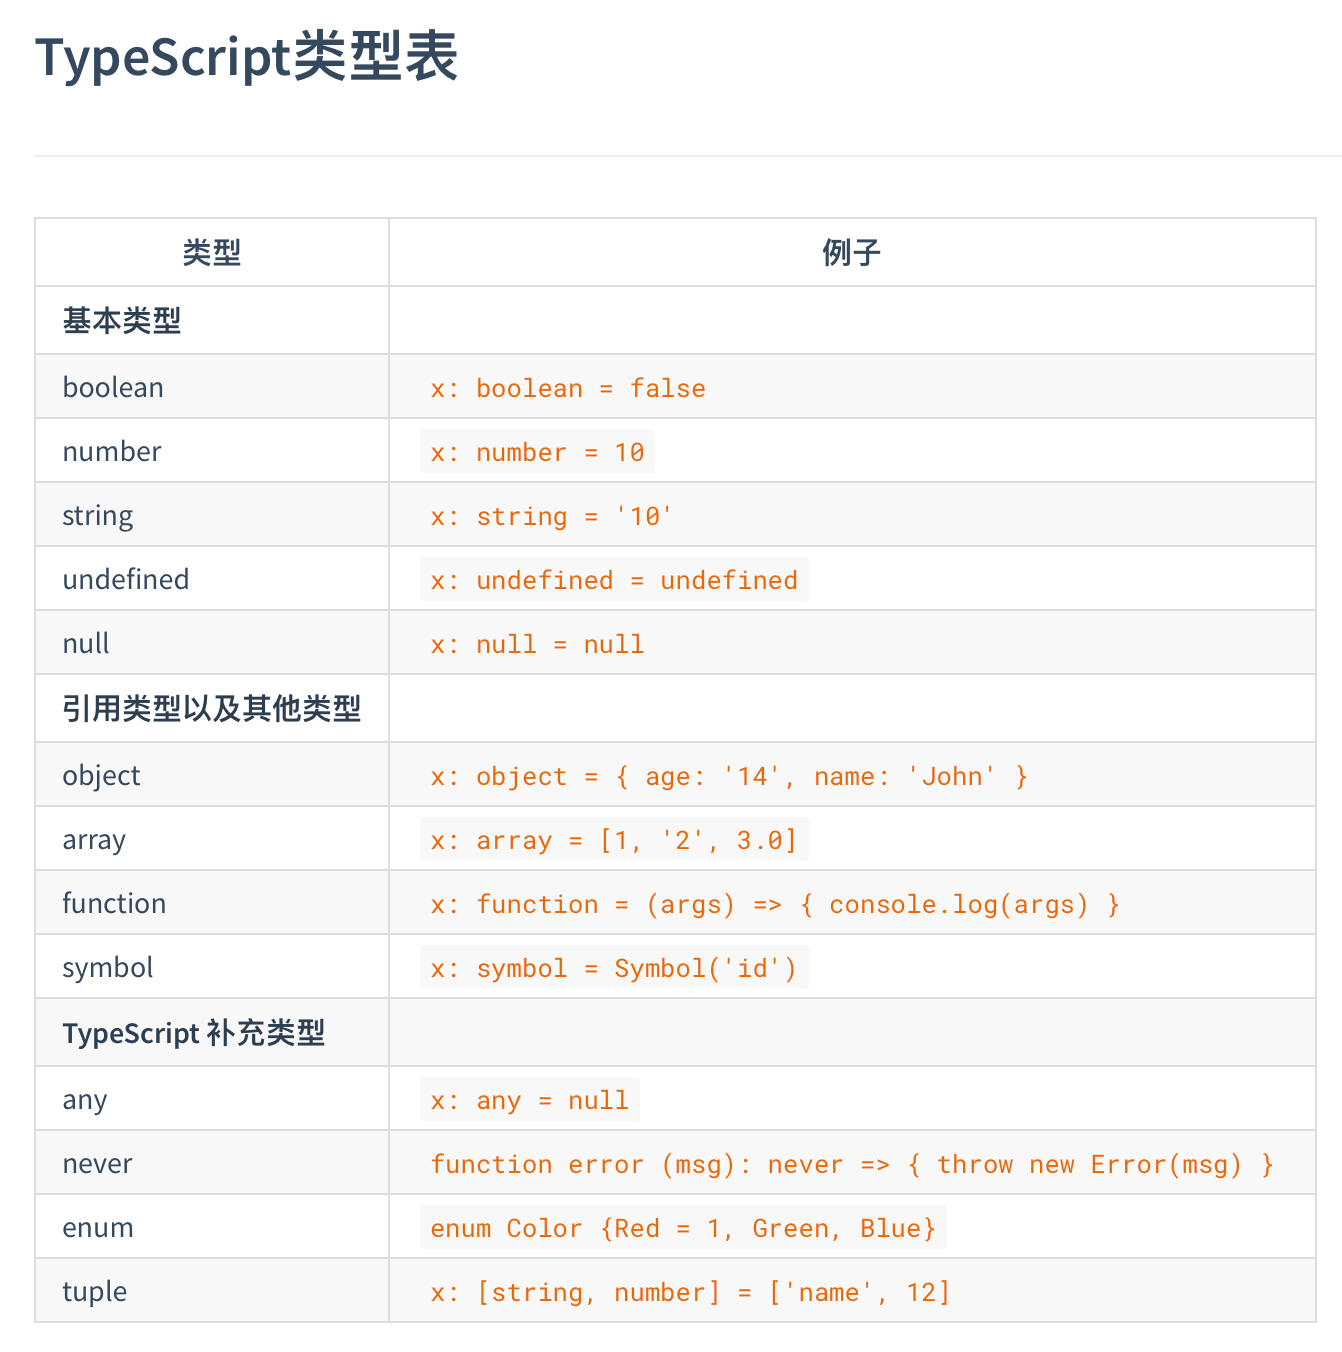 TypeScript类型表
类型 例子
基本类型
boolean x: boolean = false
number x: number = 10
string x: string = '10'
undefined x: undefined = undefined
null x: null = null
引用类型以及其他类型
object x: object = { age: '14', name: 'John' }
array x: array = [1, '2', 3.0]
function x: function = (args) => { console.log(args) }
symbol x: symbol = Symbol('id')
TypeScript 补充类型
any x: any = null
never function error (msg): never => { throw new Error(msg) }
enum enum Color {Red = 1, Green, Blue}
tuple x: [string, number] = ['name', 12]